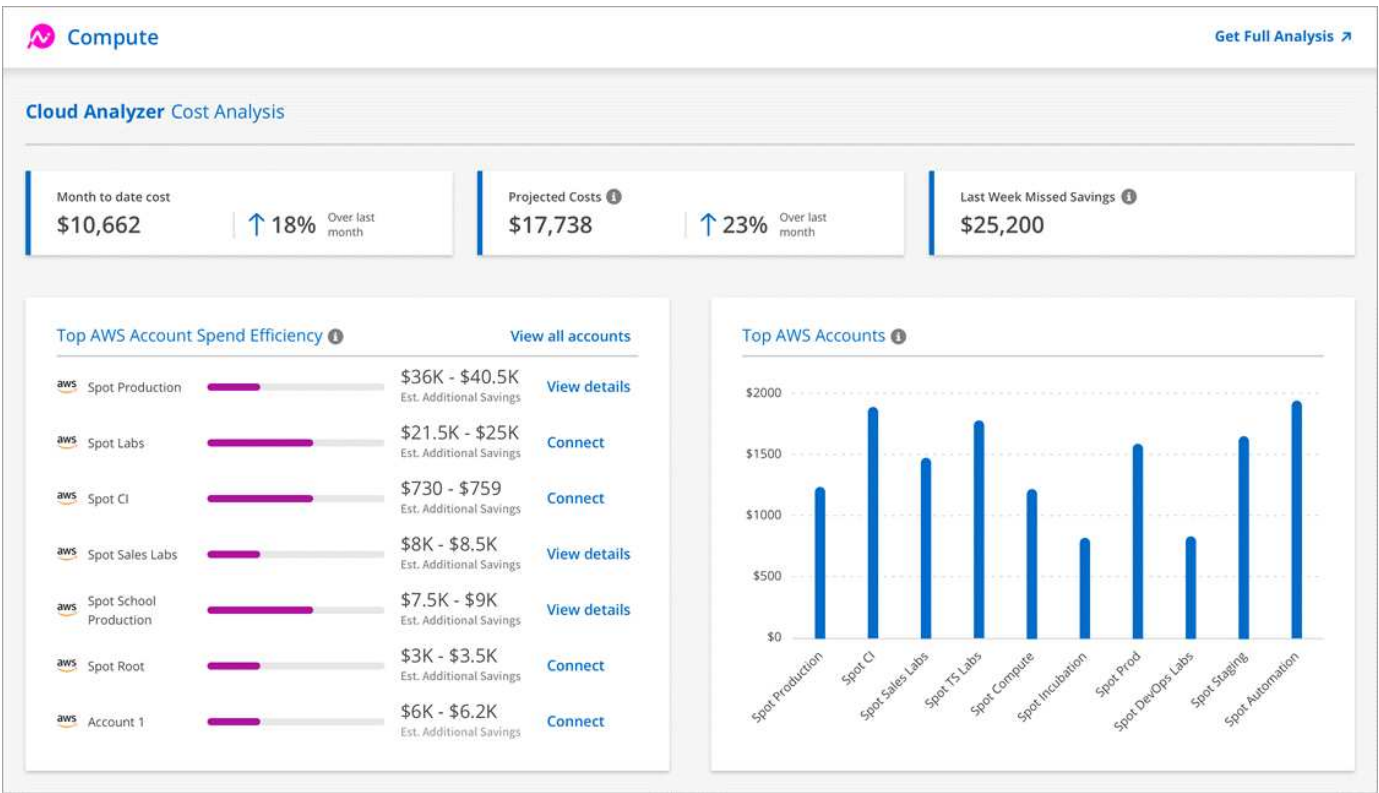 Compute
Get Full Analysis ↗
Cloud Analyzer Cost Analysis
Month to date cost
$10,662
↑ 18% Over last
month
Projected Costs
$17,738
↑ 23% Over last
month
Last Week Missed Savings
$25,200
Top AWS Account Spend Efficiency
View all accounts
aws Spot Production
$36K - $40.5K
Est. Additional Savings
View details
aws Spot Labs
$21.5K - $25K
Est. Additional Savings
Connect
aws Spot CI
$730 - $759
Est. Additional Savings
Connect
aws Spot Sales Labs
$8K - $8.5K
Est. Additional Savings
View details
aws Spot School
Production
$7.5K - $9K
Est. Additional Savings
View details
aws Spot Root
$3K - $3.5K
Est. Additional Savings
Connect
aws Account 1
$6K - $6.2K
Est. Additional Savings
Connect
Top AWS Accounts
$2000
$1500
$1000
$500
$0
Spot Production
Spot CI
Spot Sales Labs
Spot TS Labs
Spot Compute
Spot Incubation
Spot Prod
Spot DevOps Labs
Spot Staging
Spot Automation